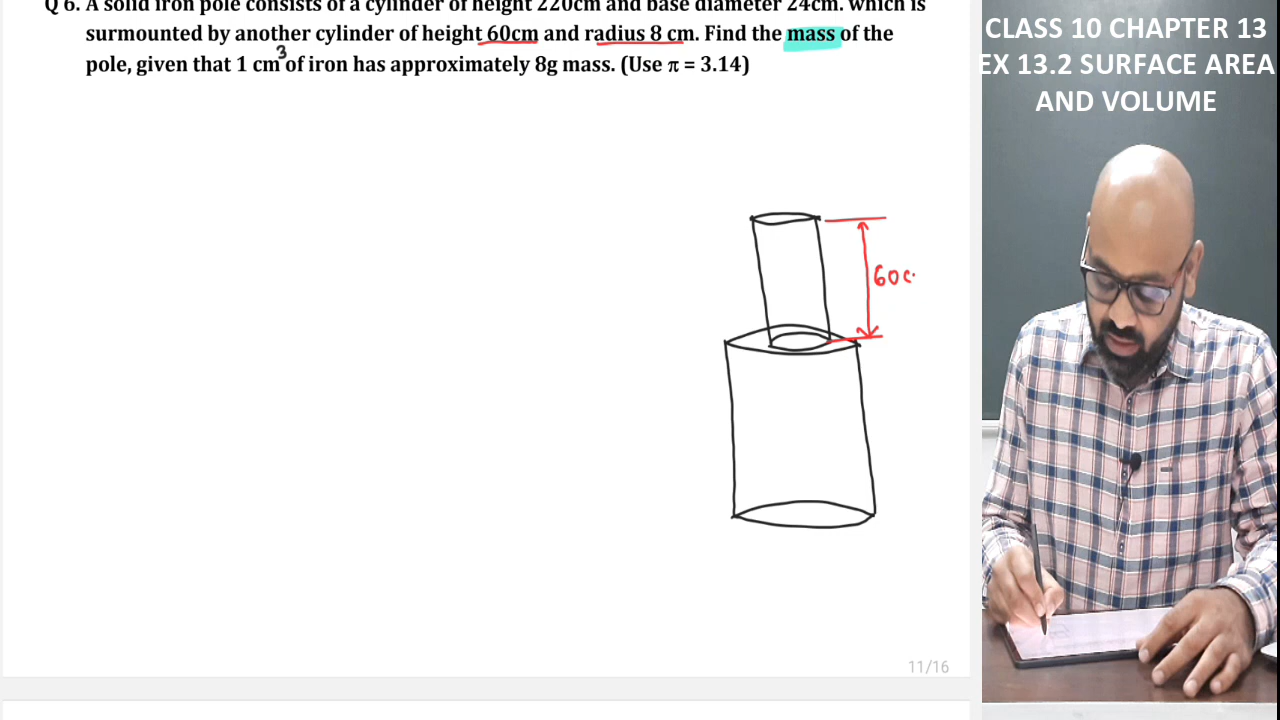 Q 6. A solid iron pole consists of a cylinder of height 220cm and base diameter 24cm. which is
surmounted by another cylinder of height 60cm and radius 8 cm. Find the mass of the
pole, given that 1 cm³ of iron has approximately 8g mass. (Use π = 3.14)
CLASS 10 CHAPTER 13
EX 13.2 SURFACE AREA
AND VOLUME
60c
11/16